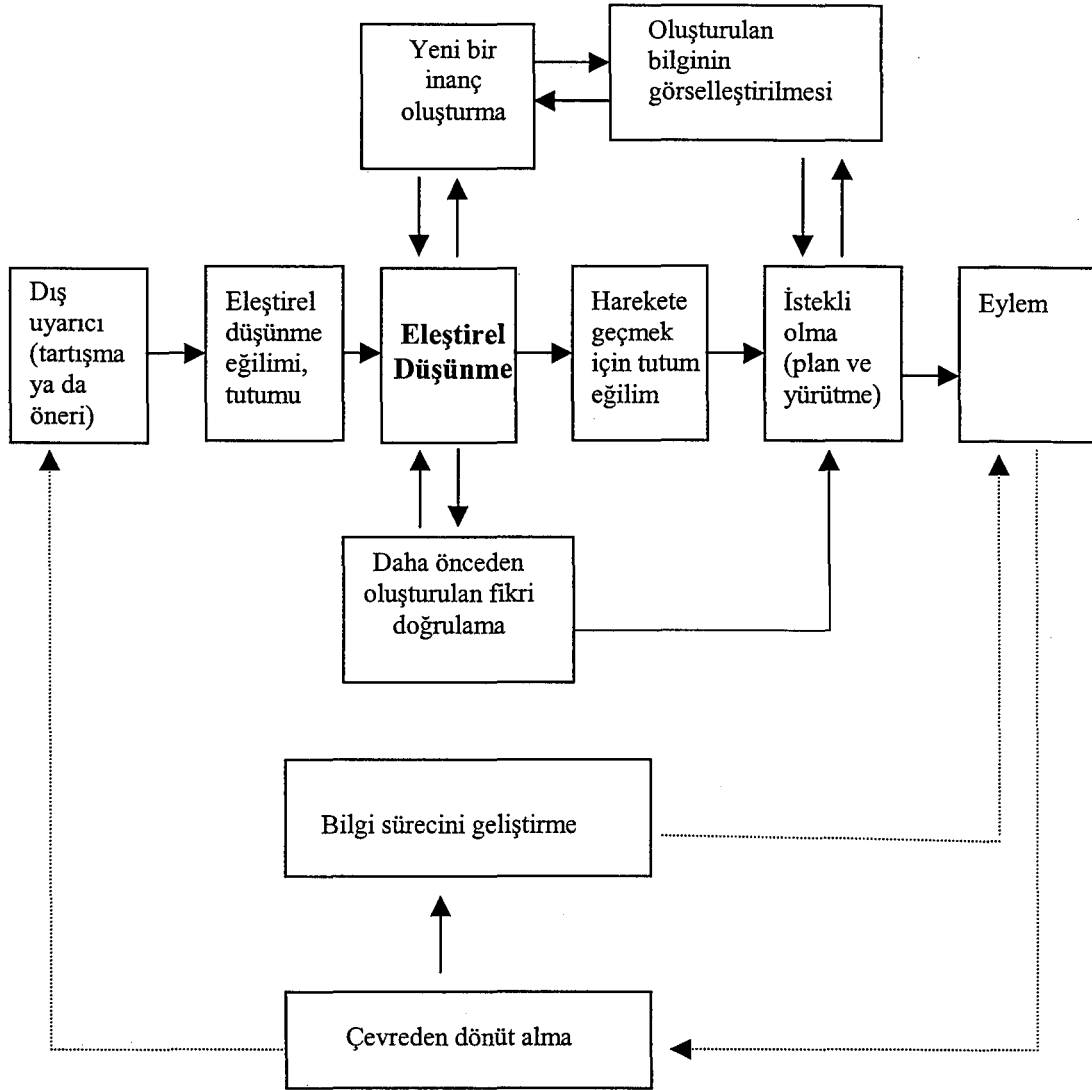 Yeni bir
inanç
oluşturma
Oluşturulan
bilginin
görselleştirilmesi
Dış
uyarıcı
(tartışma
ya da
öneri)
Eleştirel
düşünme
eğilimi,
tutumu
Eleştirel
Düşünme
Harekete
geçmek
için tutum
eğilim
İstekli
olma
(plan ve
yürütme)
Eylem
Daha önceden
oluşturulan fikri
doğrulama
Bilgi sürecini geliştirme
Çevreden dönüt alma